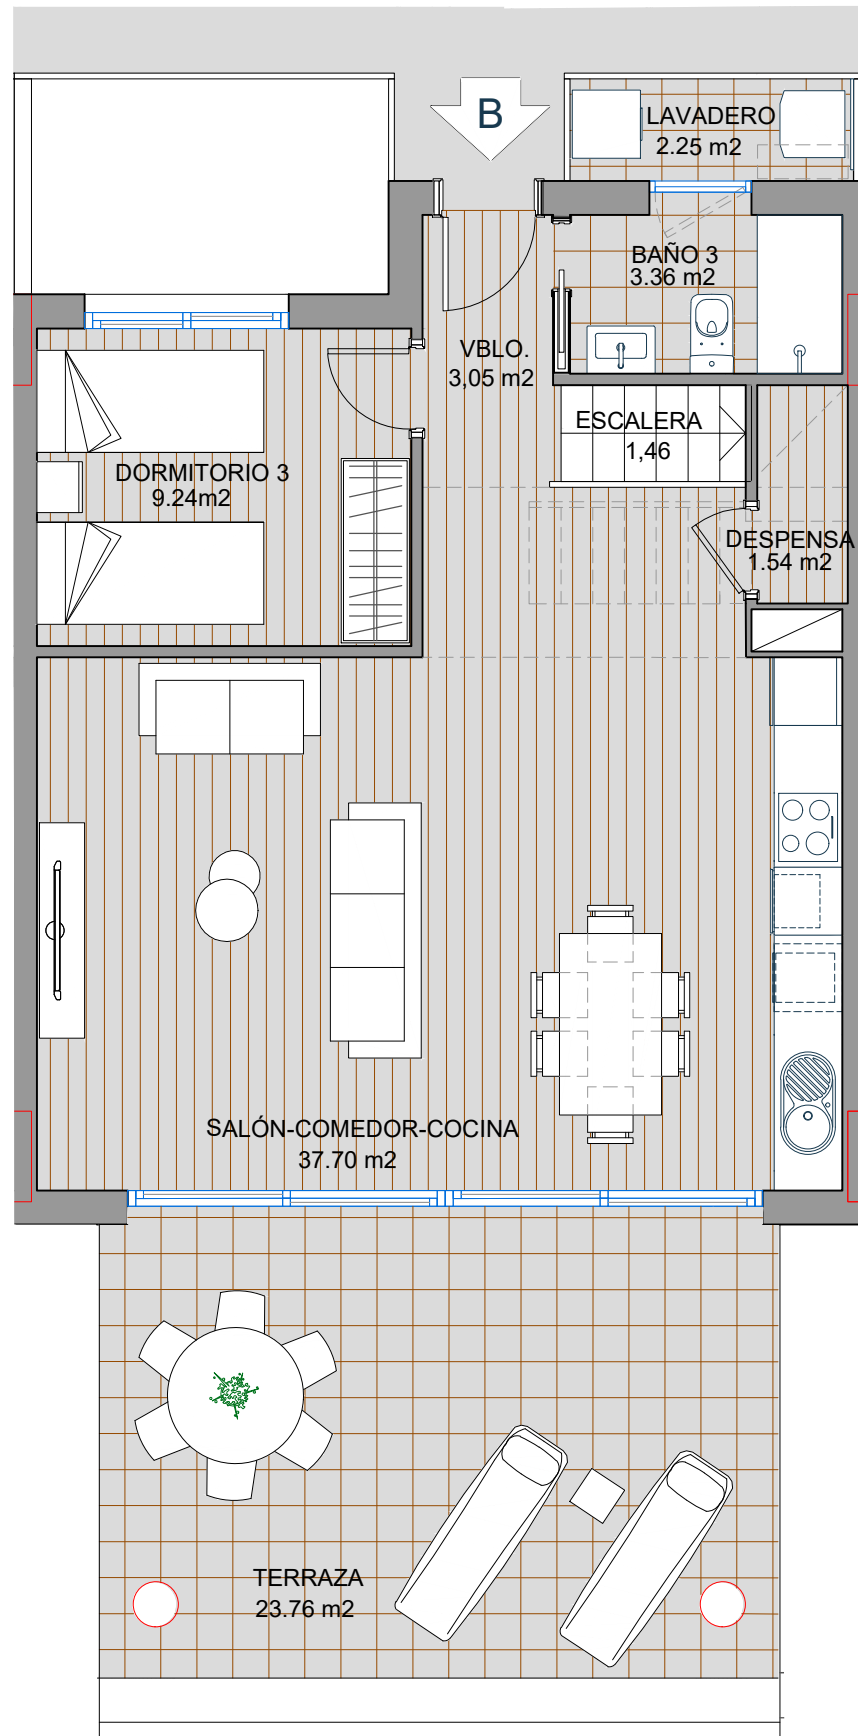 B
LAVADERO
2.25 m2
BAÑO 3
3.36 m2
VBLO.
3,05 m2
ESCALERA
1,46
DORMITORIO 3
9.24m2
DESPENSA
1.54 m2
SALÓN-COMEDOR-COCINA
37.70 m2
TERRAZA
23.76 m2